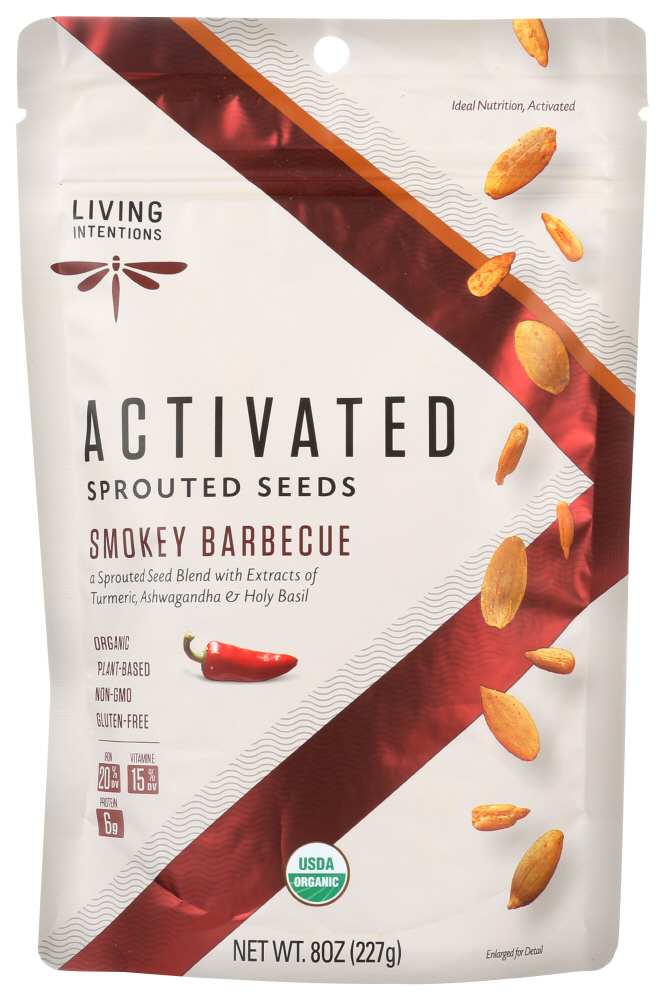 Ideal Nutrition, Activated
LIVING
INTENTIONS
ACTIVATED
SPROUTED SEEDS
SMOKEY BARBECUE
a Sprouted Seed Blend with Extracts of
Turmeric, Ashwagandha & Holy Basil
ORGANIC
PLANT-BASED
NON-GMO
GLUTEN-FREE
IRON
20% DV
VITAMIN E
15% DV
PROTEIN
6g
USDA
ORGANIC
NET WT. 8OZ (227g)
Enlarged for Detail